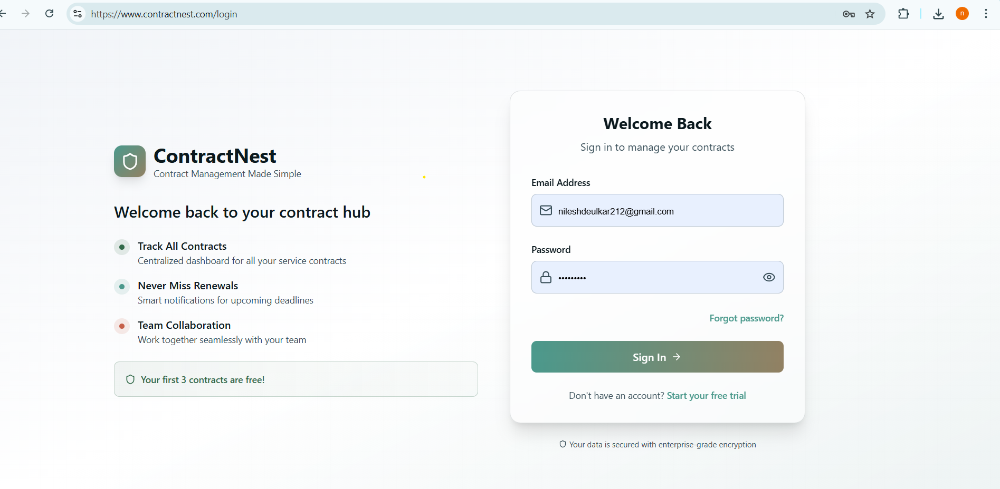 https://www.contractnest.com/login
n
ContractNest
Contract Management Made Simple
Welcome back to your contract hub
Track All Contracts
Centralized dashboard for all your service contracts
Never Miss Renewals
Smart notifications for upcoming deadlines
Team Collaboration
Work together seamlessly with your team
Your first 3 contracts are free!
Welcome Back
Sign in to manage your contracts
Email Address
nileshdeulkar212@gmail.com
Password
•••••••••
Forgot password?
Sign In →
Don't have an account? Start your free trial
Your data is secured with enterprise-grade encryption